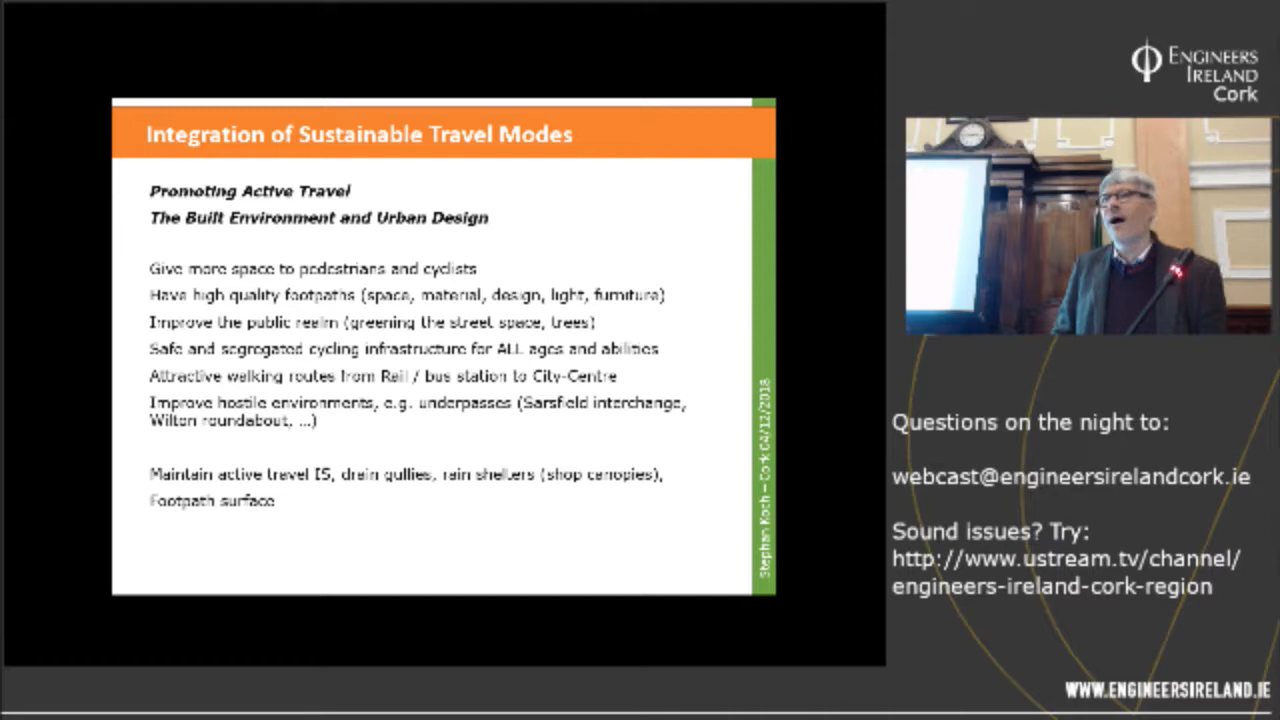 Integration of Sustainable Travel Modes
Promoting Active Travel
The Built Environment and Urban Design
Give more space to pedestrians and cyclists
Have high quality footpaths (space, material, design, light, furniture)
Improve the public realm (greening the street space, trees)
Safe and segregated cycling infrastructure for ALL ages and abilities
Attractive walking routes from Rail / bus station to City-Centre
Improve hostile environments, e.g. underpasses (Sarsfield interchange,
Wilton roundabout, ...)
Maintain active travel IS, drain gullies, rain shelters (shop canopies),
Footpath surface
Stephan Koch – Cork 04/12/2018
ENGINEERS
IRELAND
Cork
Questions on the night to:
webcast@engineersirelandcork.ie
Sound issues? Try:
http://www.ustream.tv/channel/
engineers-ireland-cork-region
WWW.ENGINEERSIRELAND.IE